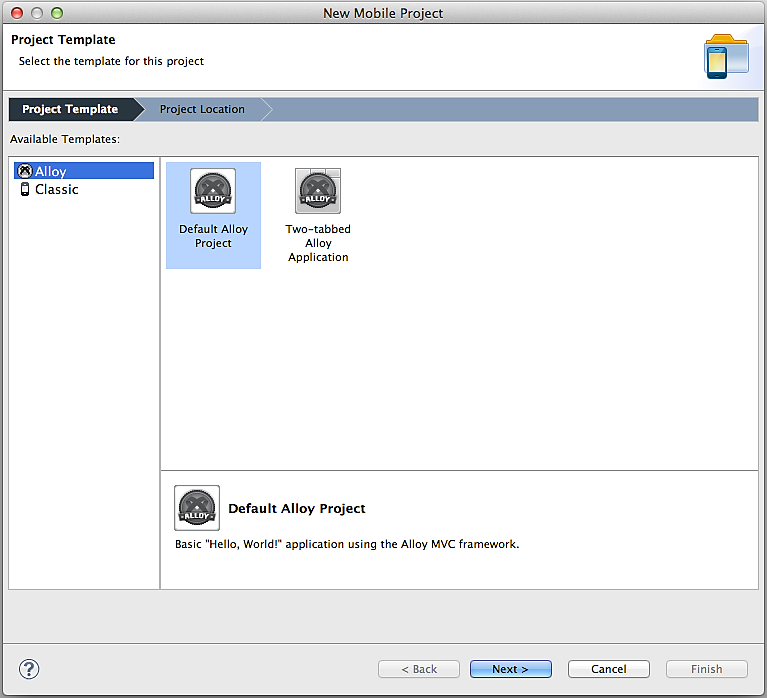 New Mobile Project
Project Template
Select the template for this project
Project Template
Project Location
Available Templates:
Alloy
Classic
ALLOY
Default Alloy
Project
ALLOY
Two-tabbed
Alloy
Application
ALLOY
Default Alloy Project
Basic "Hello, World!" application using the Alloy MVC framework.
?
< Back
Next >
Cancel
Finish